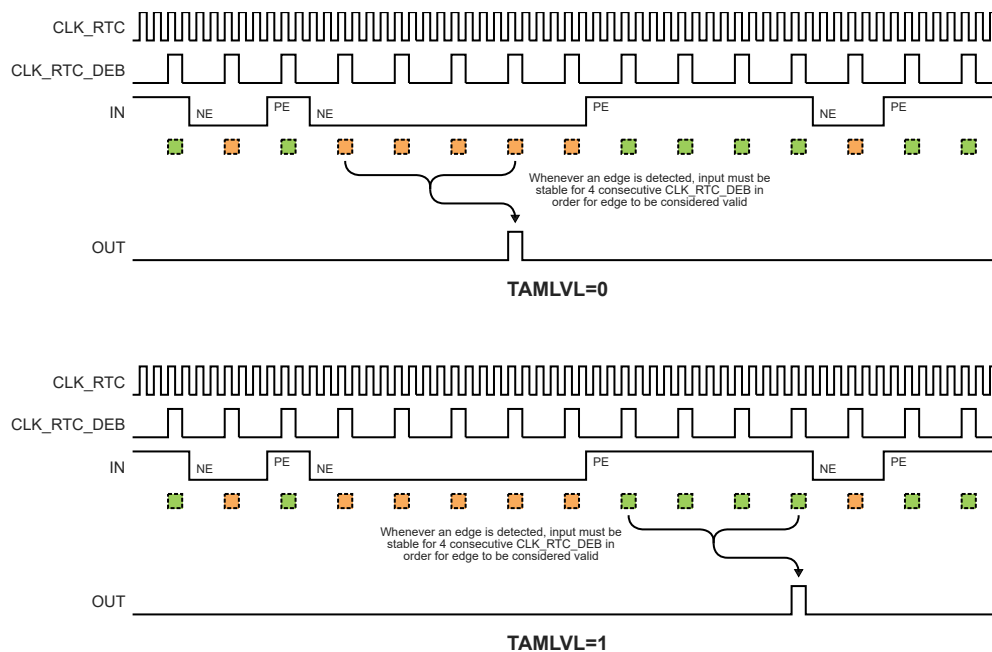 CLK_RTC
CLK_RTC_DEB
IN
NE
PE
NE
PE
NE
PE
Whenever an edge is detected, input must be
stable for 4 consecutive CLK_RTC_DEB in
order for edge to be considered valid
OUT
TAMLVL=0
CLK_RTC
CLK_RTC_DEB
IN
NE
PE
NE
PE
NE
PE
Whenever an edge is detected, input must be
stable for 4 consecutive CLK_RTC_DEB in
order for edge to be considered valid
OUT
TAMLVL=1